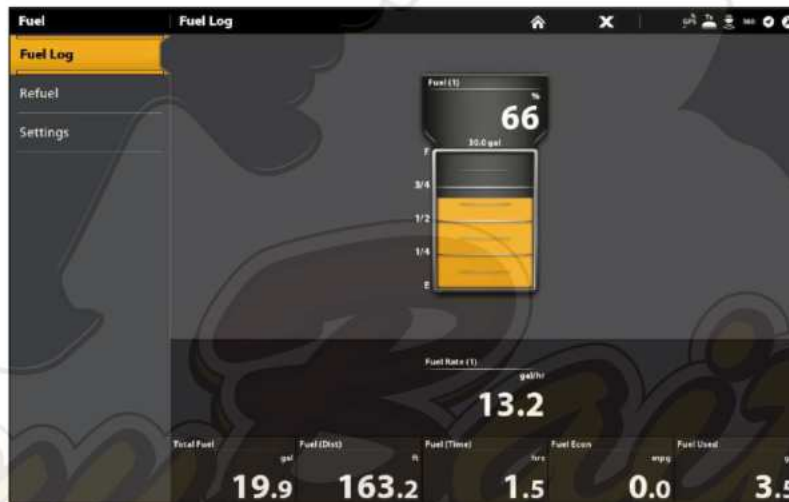 Fuel
Fuel Log
Fuel Log
Refuel
Settings
GPS
360
Fuel (1)
%
66
30.0 gal
F
3/4
1/2
1/4
E
Fuel Rate (1)
gal/hr
13.2
Total Fuel
gal
19.9
Fuel (Dist)
ft
163.2
Fuel (Time)
hrs
1.5
Fuel Econ
mpg
0.0
Fuel Used
g
3.5